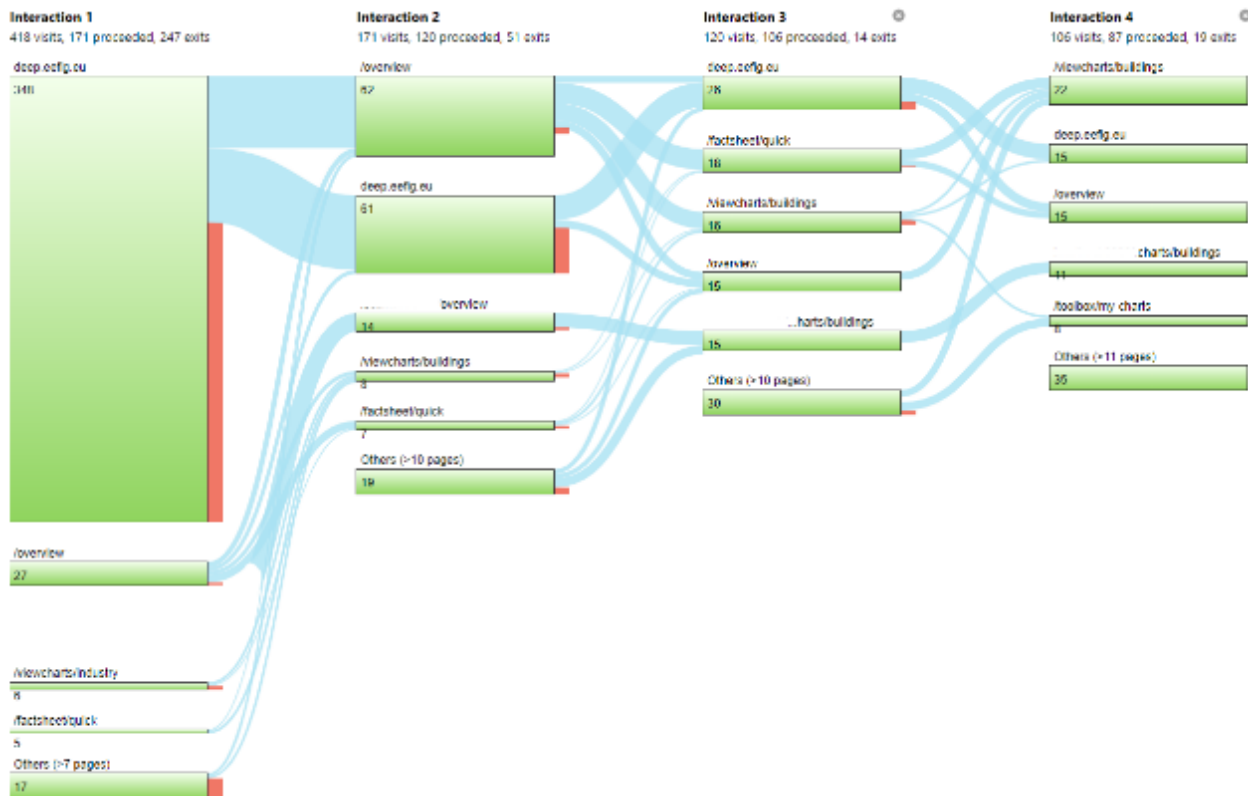 Interaction 1
418 visits, 171 proceeded, 247 exits
deep.eefig.eu
348
/overview
27
/viewcharts/industry
6
/factsheet/quick
5
Others (>7 pages)
17
Interaction 2
171 visits, 120 proceeded, 51 exits
/overview
62
deep.eefig.eu
61
overview
14
/viewcharts/buildings
8
/factsheet/quick
7
Others (>10 pages)
19
Interaction 3
120 visits, 106 proceeded, 14 exits
deep.eefig.eu
26
/factsheet/quick
18
/viewcharts/buildings
16
/overview
15
harts/buildings
15
Others (>10 pages)
30
Interaction 4
106 visits, 87 proceeded, 19 exits
/viewcharts/buildings
22
deep.eefig.eu
15
/overview
15
charts/buildings
11
/toolbox/my-charts
Others (>11 pages)
35